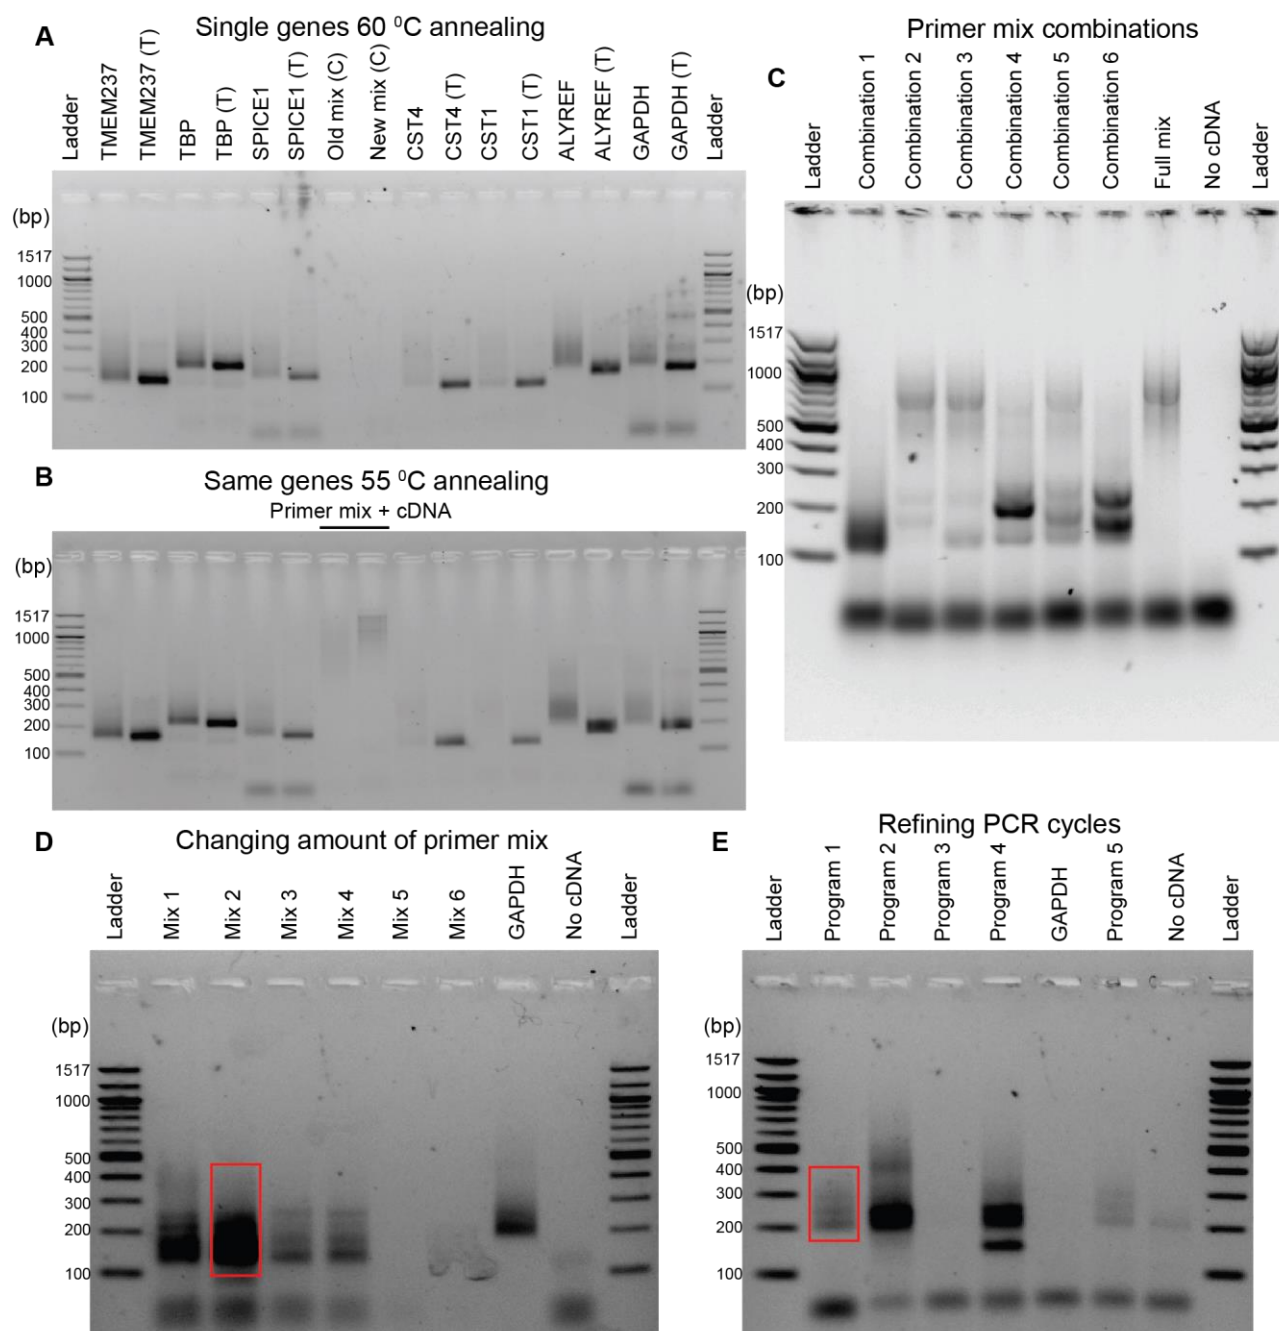 A
Single genes 60 ⁰C annealing
Ladder
TMEM237
TMEM237 (T)
TBP
TBP (T)
SPICE1
SPICE1 (T)
Old mix (C)
New mix (C)
CST4
CST4 (T)
CST1
CST1 (T)
ALYREF
ALYREF (T)
GAPDH
GAPDH (T)
Ladder
(bp)
1517
1000
500
400
300
200
100
B
Same genes 55 ⁰C annealing
Primer mix + cDNA
(bp)
1517
1000
500
400
300
200
100
C
Primer mix combinations
Ladder
Combination 1
Combination 2
Combination 3
Combination 4
Combination 5
Combination 6
Full mix
No cDNA
Ladder
(bp)
1517
1000
500
400
300
200
100
D
Changing amount of primer mix
Ladder
Mix 1
Mix 2
Mix 3
Mix 4
Mix 5
Mix 6
GAPDH
No cDNA
Ladder
(bp)
1517
1000
500
400
300
200
100
E
Refining PCR cycles
Ladder
Program 1
Program 2
Program 3
Program 4
GAPDH
Program 5
No cDNA
Ladder
(bp)
1517
1000
500
400
300
200
100